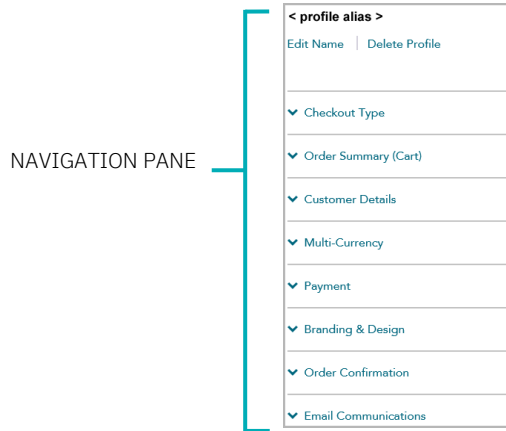 < profile alias >
Edit Name | Delete Profile
Checkout Type
Order Summary (Cart)
NAVIGATION PANE
Customer Details
Multi-Currency
Payment
Branding & Design
Order Confirmation
Email Communications